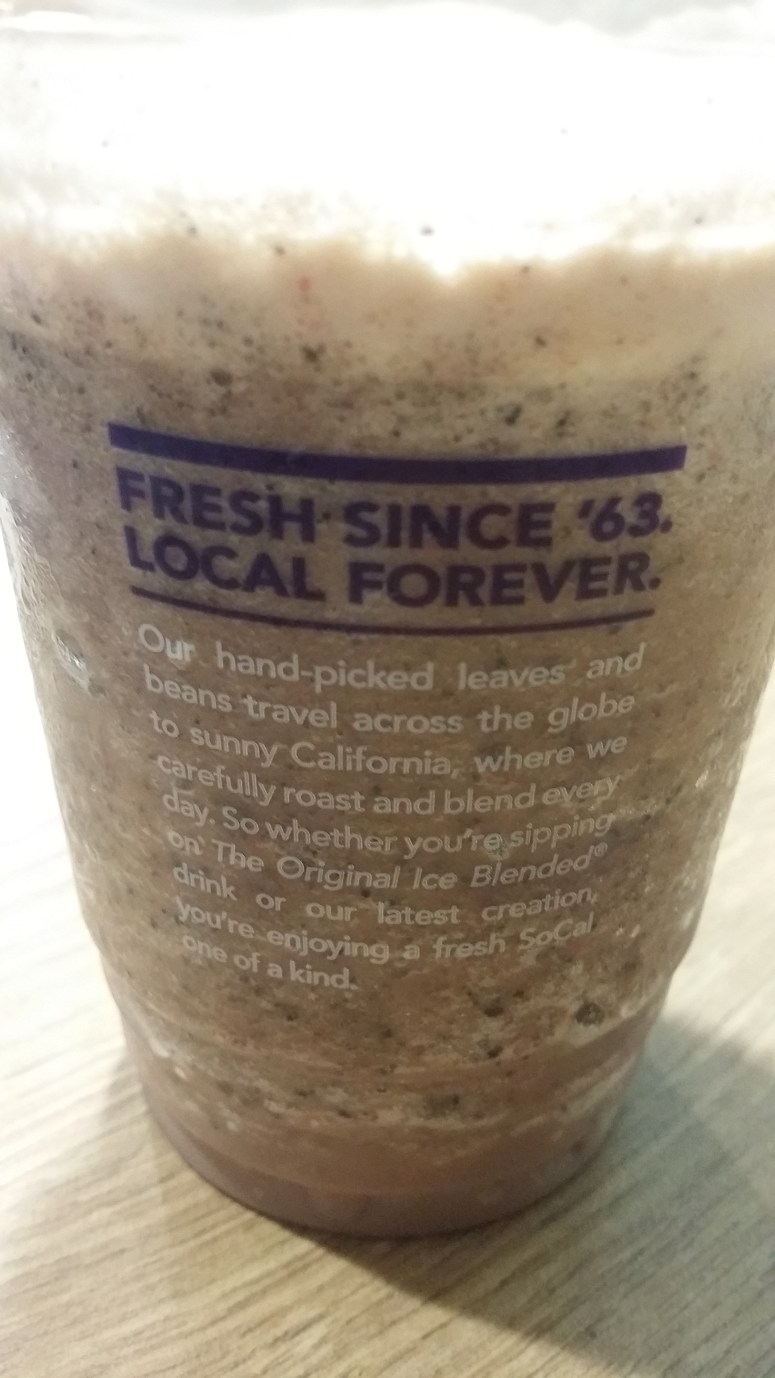 FRESH SINCE '63.
LOCAL FOREVER.
Our hand-picked leaves and
beans travel across the globe
to sunny California, where we
carefully roast and blend every
day. So whether you're sipping
on The Original Ice Blended®
drink or our latest creation,
you're enjoying a fresh SoCal
one of a kind.